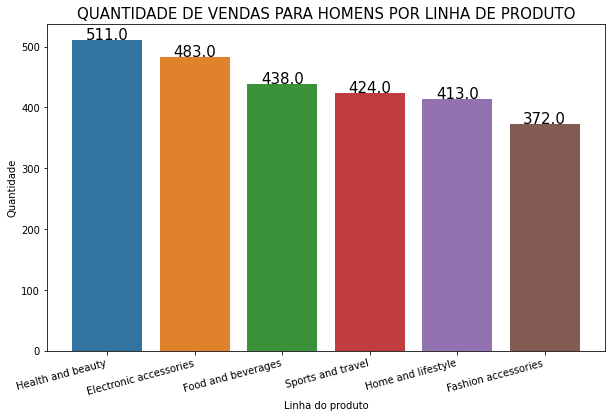 QUANTIDADE DE VENDAS PARA HOMENS POR LINHA DE PRODUTO
511.0
483.0
438.0
424.0
413.0
372.0
500
400
300
200
100
0
Quantidade
Health and beauty
Electronic accessories
Food and beverages
Sports and travel
Home and lifestyle
Fashion accessories
Linha do produto